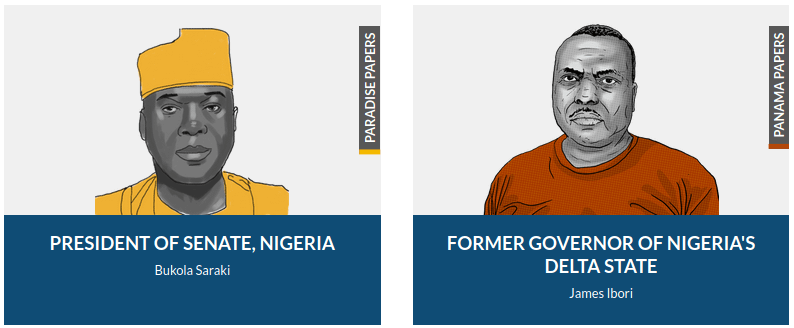 PARADISE PAPERS
PRESIDENT OF SENATE, NIGERIA
Bukola Saraki
PANAMA PAPERS
FORMER GOVERNOR OF NIGERIA'S
DELTA STATE
James Ibori